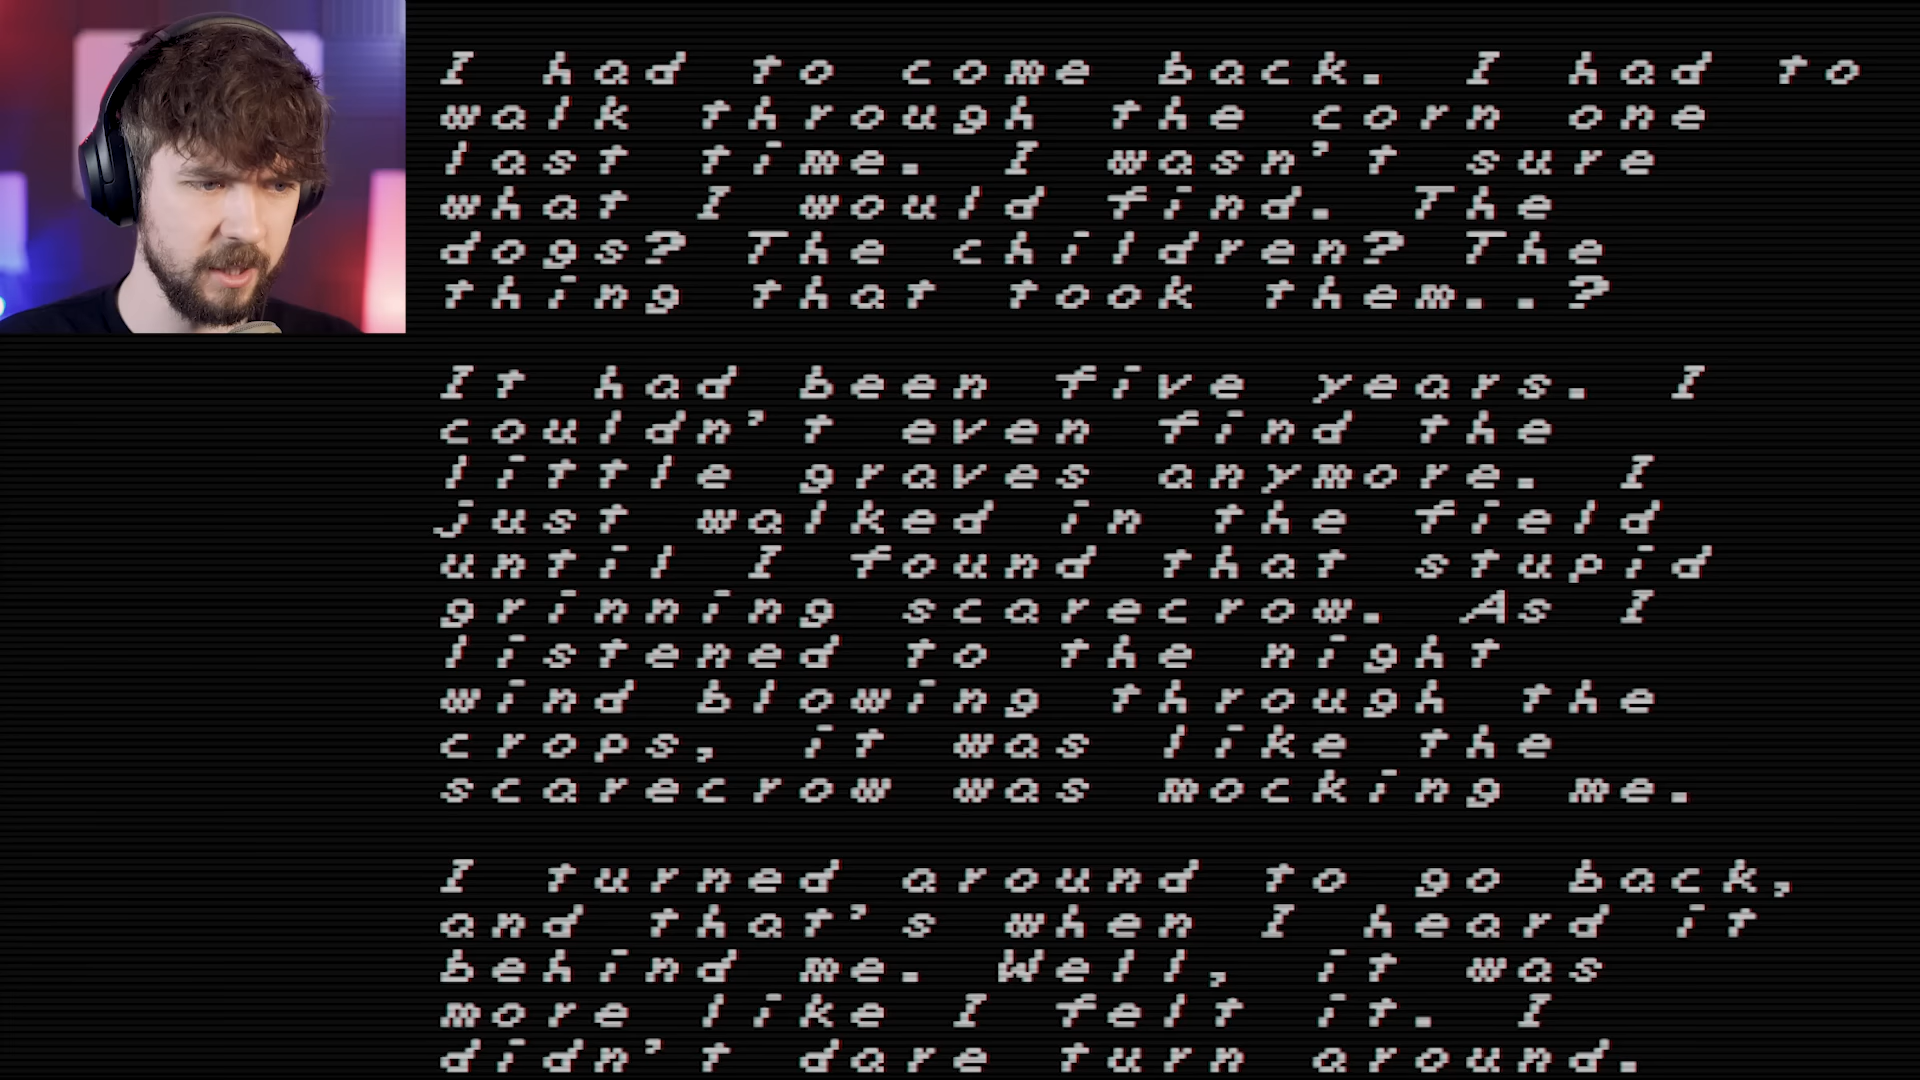 I had to come back. I had to
walk through the corn one
last time. I wasn't sure
what I would find. The
dogs? The children? The
thing that took them..?
It had been five years. I
couldn't even find the
little graves anymore. I
just walked in the field
until I found that stupid
grinning scarecrow. As I
listened to the night
wind blowing through the
crops, it was like the
scarecrow was mocking me.
I turned around to go back,
and that's when I heard it
behind me. Well, it was
more like I felt it. I
didn't dare turn around.